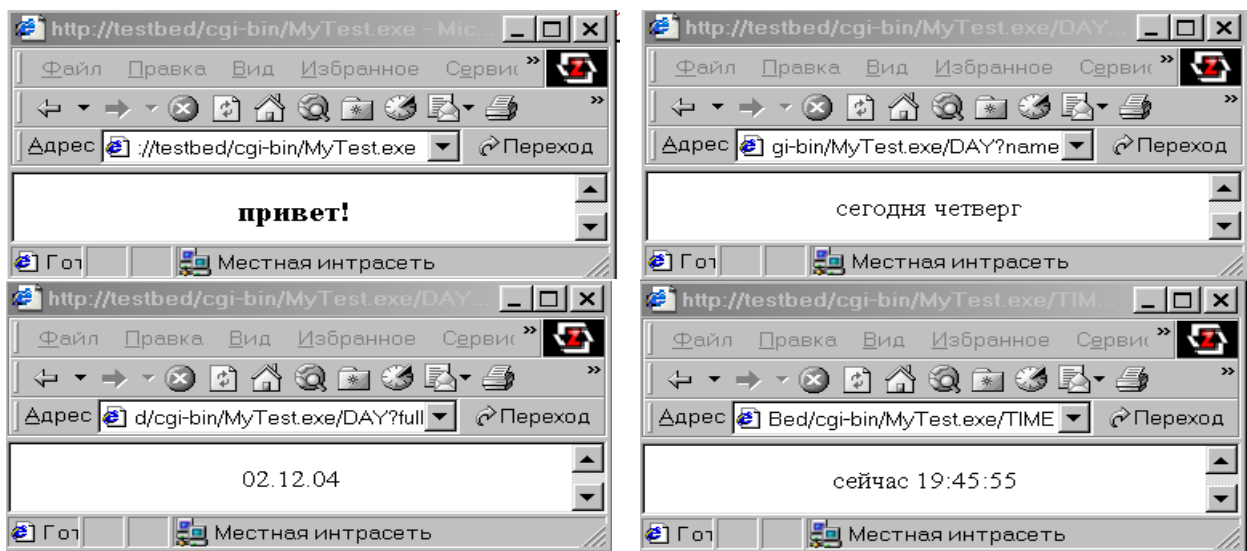 http://testbed/cgi-bin/MyTest.exe - Mic...
Файл Правка Вид Избранное Сервис »
»
Адрес ://testbed/cgi-bin/MyTest.exe Переход
привет!
Гот Местная интрасеть
http://testbed/cgi-bin/MyTest.exe/DAY...
Файл Правка Вид Избранное Сервис »
»
Адрес gi-bin/MyTest.exe/DAY?name Переход
сегодня четверг
Гот Местная интрасеть
http://testbed/cgi-bin/MyTest.exe/DAY...
Файл Правка Вид Избранное Сервис »
»
Адрес d/cgi-bin/MyTest.exe/DAY?full Переход
02.12.04
Гот Местная интрасеть
http://testbed/cgi-bin/MyTest.exe/TIM...
Файл Правка Вид Избранное Сервис »
»
Адрес Bed/cgi-bin/MyTest.exe/TIME Переход
сейчас 19:45:55
Гот Местная интрасеть